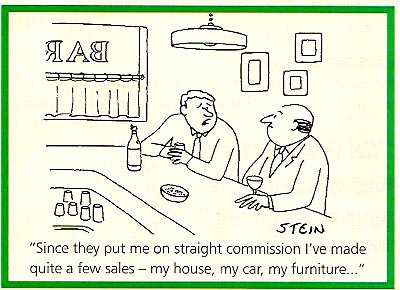 BAR
STEIN
"Since they put me on straight commission I've made
quite a few sales – my house, my car, my furniture..."